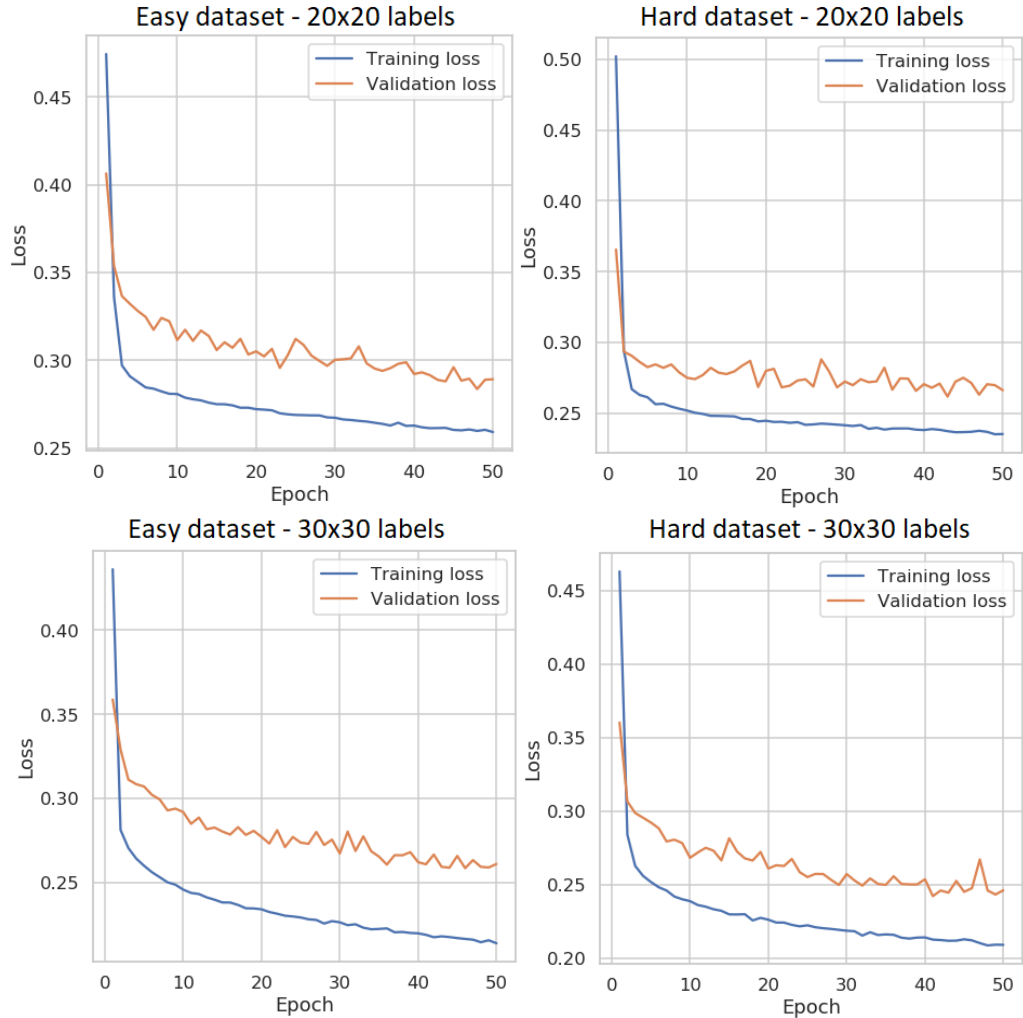 Easy dataset - 20x20 labels
Training loss
Validation loss
0.45
0.40
0.35
0.30
0.25
Loss
0 10 20 30 40 50
Epoch
Hard dataset - 20x20 labels
Training loss
Validation loss
0.50
0.45
0.40
0.35
0.30
0.25
Loss
0 10 20 30 40 50
Epoch
Easy dataset - 30x30 labels
Training loss
Validation loss
0.40
0.35
0.30
0.25
Loss
0 10 20 30 40 50
Epoch
Hard dataset - 30x30 labels
Training loss
Validation loss
0.45
0.40
0.35
0.30
0.25
0.20
Loss
0 10 20 30 40 50
Epoch